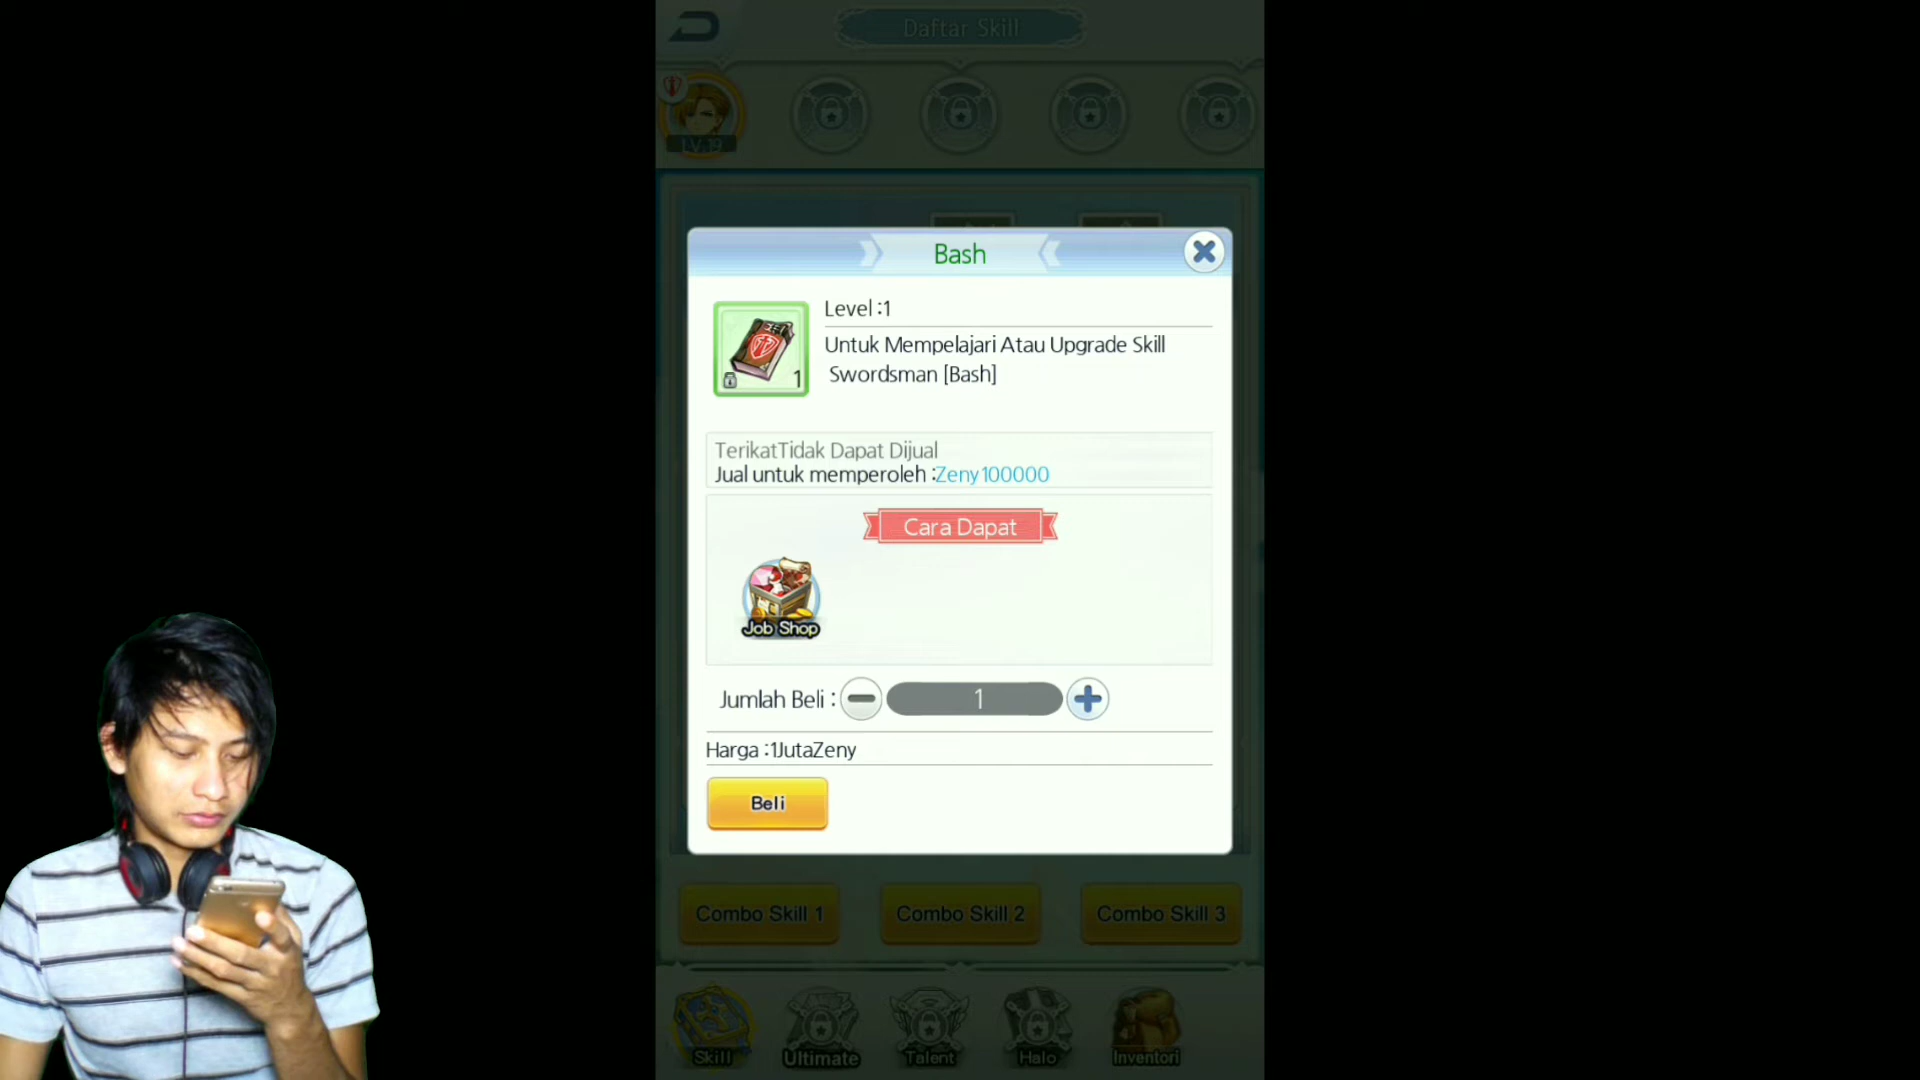 Daftar Skill
LV.19
Bash
Level :1
Untuk Mempelajari Atau Upgrade Skill
Swordsman [Bash]
1
TerikatTidak Dapat Dijual
Jual untuk memperoleh :Zeny100000
Cara Dapat
Job Shop
Jumlah Beli : 1
Harga :1JutaZeny
Beli
Combo Skill 1 Combo Skill 2 Combo Skill 3
Skill Ultimate Talent Halo Inventori